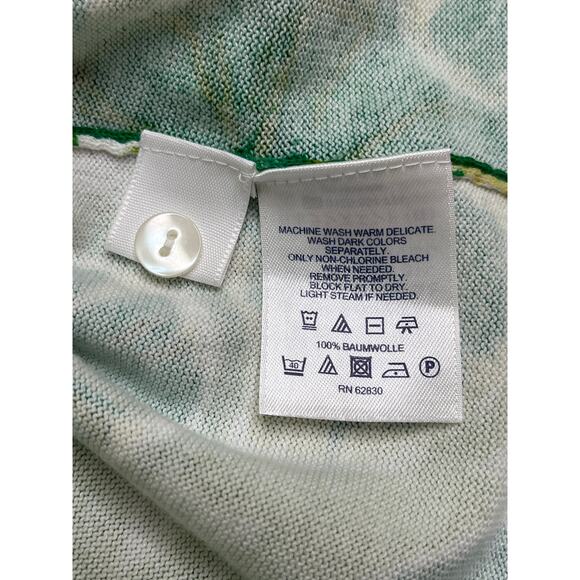 MACHINE WASH WARM DELICATE.
WASH DARK COLORS
SEPARATELY.
ONLY NON-CHLORINE BLEACH
WHEN NEEDED.
REMOVE PROMPTLY.
BLOCK FLAT TO DRY.
LIGHT STEAM IF NEEDED.
100% BAUMWOLLE
40
P
RN 62830